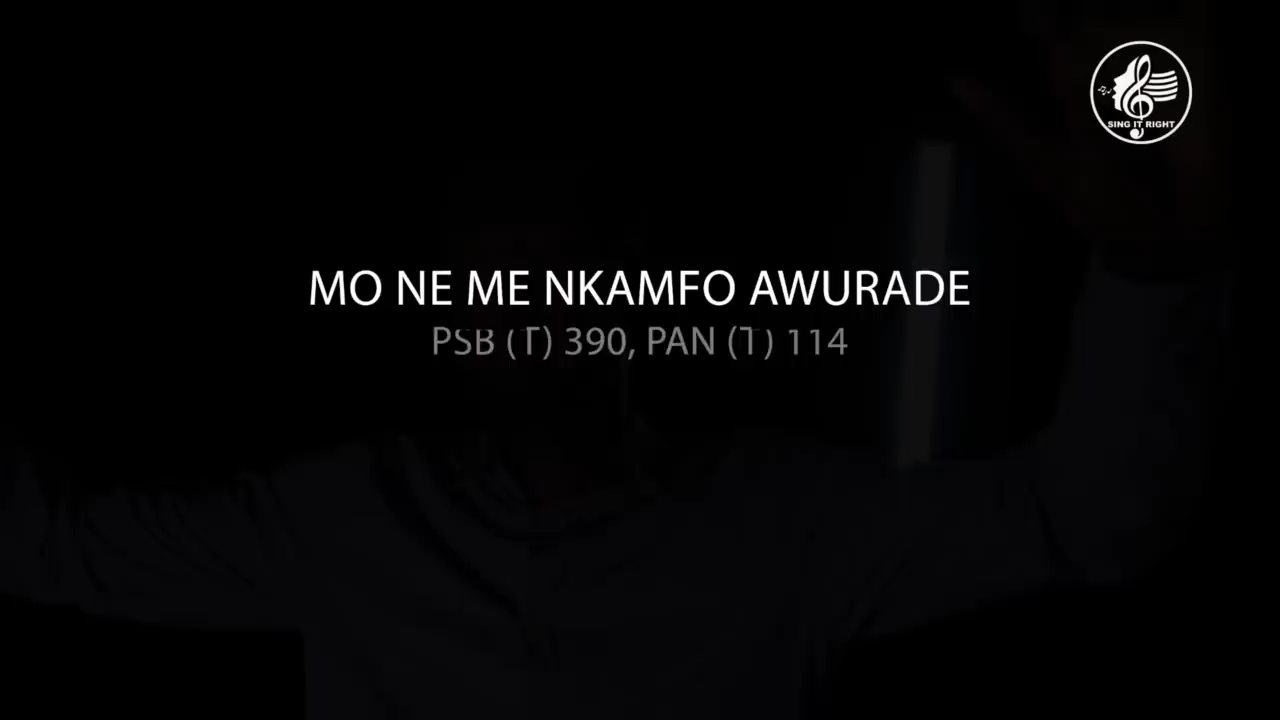 SING IT RIGHT
MO NE ME NKAMFO AWURADE
PSB (T) 390, PAN (T) 114